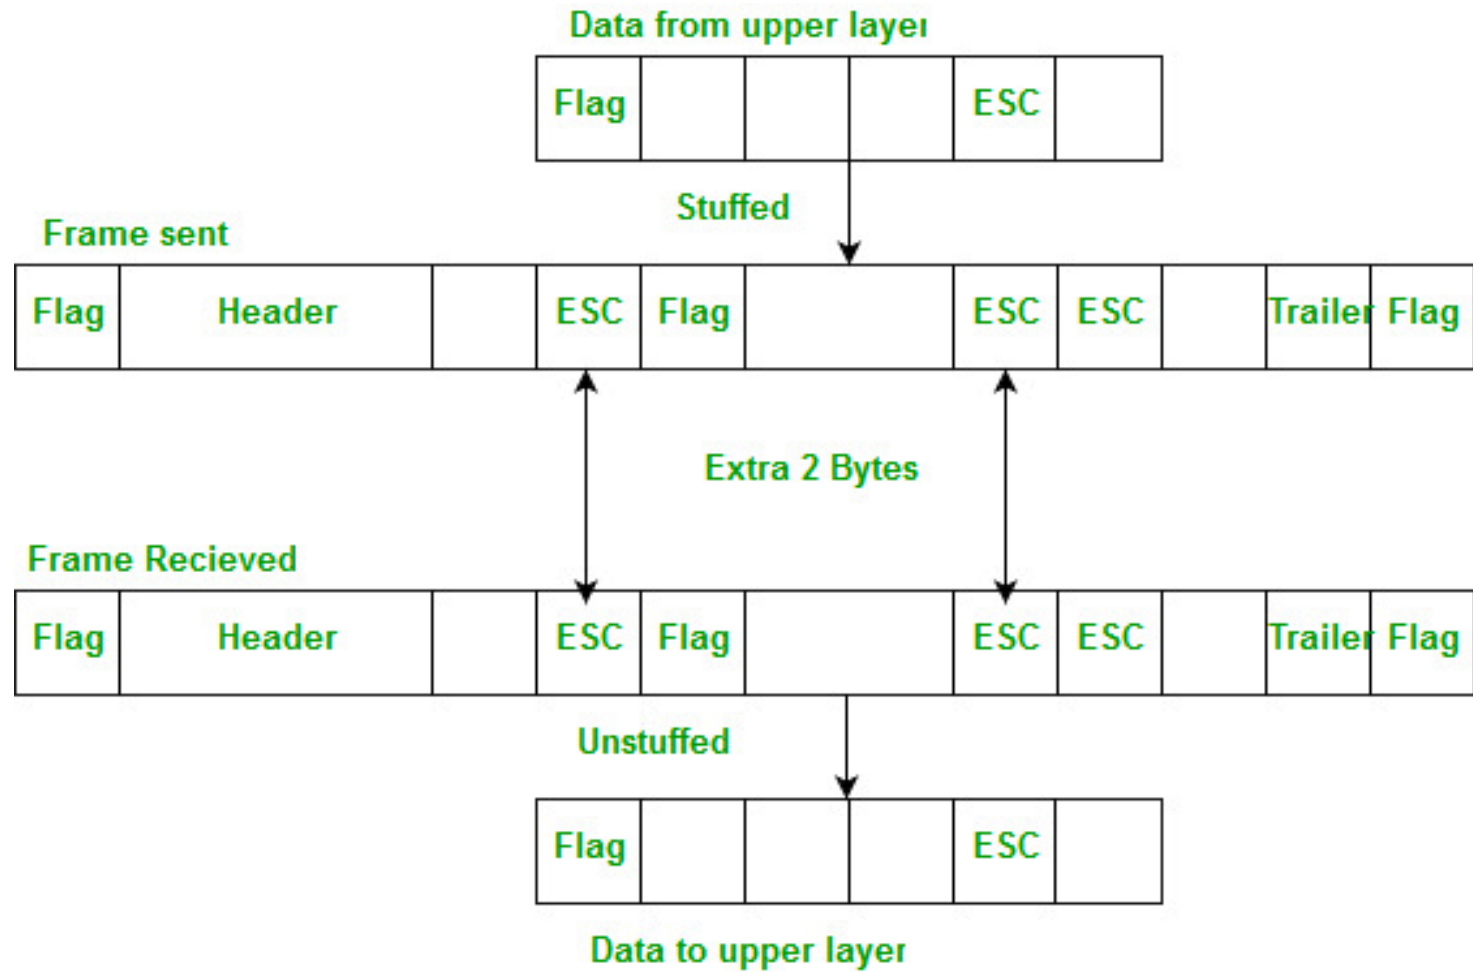 Data from upper layer
Flag ESC
Stuffed
Frame sent
Flag Header ESC Flag ESC ESC Trailer Flag
Extra 2 Bytes
Frame Recieved
Flag Header ESC Flag ESC ESC Trailer Flag
Unstuffed
Flag ESC
Data to upper layer